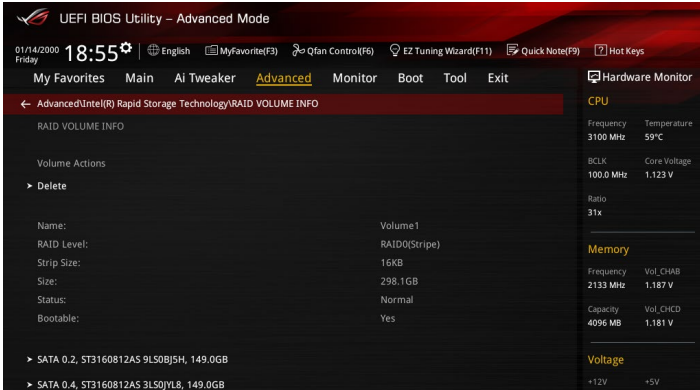 UEFI BIOS Utility – Advanced Mode
01/14/2000 Friday 18:55 English MyFavorite(F3) Qfan Control(F6) EZ Tuning Wizard(F11) Quick Note(F9) ? Hot Keys
My Favorites Main Ai Tweaker Advanced Monitor Boot Tool Exit
← Advanced\Intel(R) Rapid Storage Technology\RAID VOLUME INFO
RAID VOLUME INFO
Volume Actions
> Delete
Name: Volume1
RAID Level: RAID0(Stripe)
Strip Size: 16KB
Size: 298.1GB
Status: Normal
Bootable: Yes
> SATA 0.2, ST3160812AS 9LS0BJ5H, 149.0GB
> SATA 0.4, ST3160812AS 3LS0JYL8, 149.0GB
Hardware Monitor
CPU
Frequency Temperature
3100 MHz 59°C
BCLK Core Voltage
100.0 MHz 1.123 V
Ratio
31x
Memory
Frequency Vol_CHAB
2133 MHz 1.187 V
Capacity Vol_CHCD
4096 MB 1.181 V
Voltage
+12V +5V